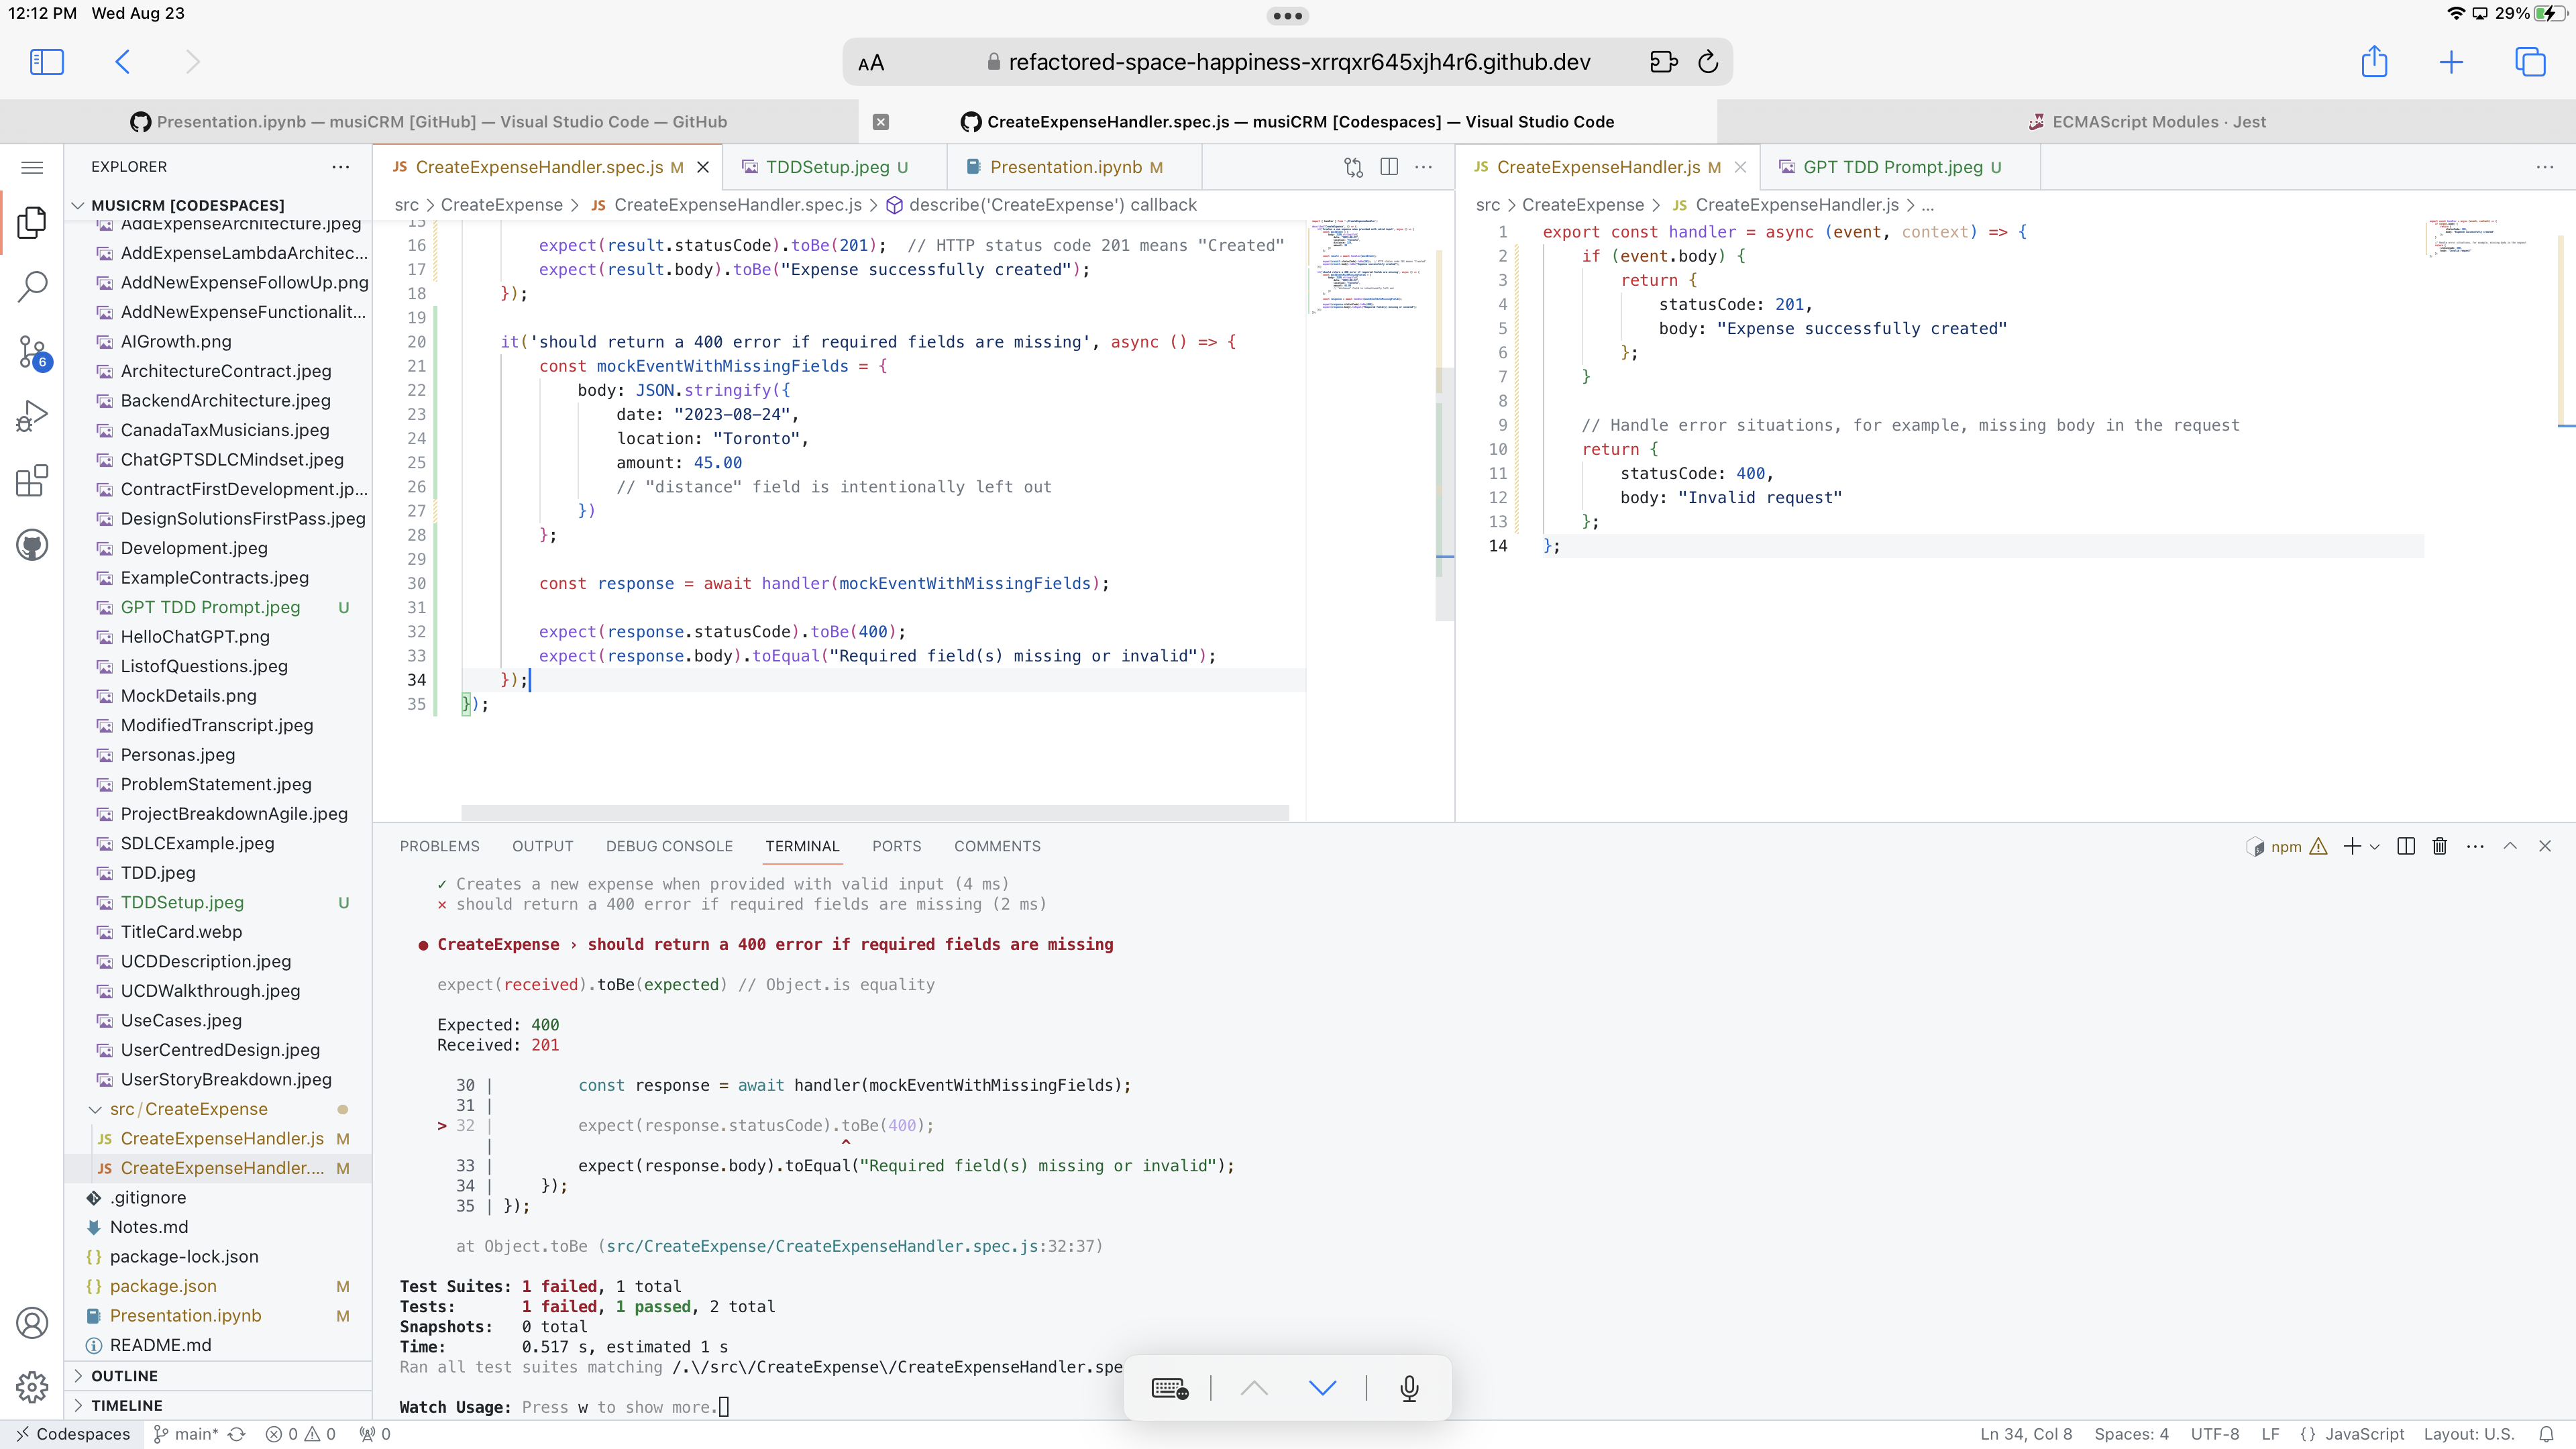 12:12 PM Wed Aug 23
29%
AA refactored-space-happiness-xrrqxr645xjh4r6.github.dev
Presentation.ipynb — musiCRM [GitHub] — Visual Studio Code — GitHub
CreateExpenseHandler.spec.js — musiCRM [Codespaces] — Visual Studio Code
ECMAScript Modules · Jest
EXPLORER
MUSICRM [CODESPACES]
AddExpenseArchitecture.jpeg
AddExpenseLambdaArchitec...
AddNewExpenseFollowUp.png
AddNewExpenseFunctionalit...
AIGrowth.png
ArchitectureContract.jpeg
BackendArchitecture.jpeg
CanadaTaxMusicians.jpeg
ChatGPTSDLCMindset.jpeg
ContractFirstDevelopment.jp...
DesignSolutionsFirstPass.jpeg
Development.jpeg
ExampleContracts.jpeg
GPT TDD Prompt.jpeg U
HelloChatGPT.png
ListofQuestions.jpeg
MockDetails.png
ModifiedTranscript.jpeg
Personas.jpeg
ProblemStatement.jpeg
ProjectBreakdownAgile.jpeg
SDLCExample.jpeg
TDD.jpeg
TDDSetup.jpeg U
TitleCard.webp
UCDDescription.jpeg
UCDWalkthrough.jpeg
UseCases.jpeg
UserCentredDesign.jpeg
UserStoryBreakdown.jpeg
src/CreateExpense
JS CreateExpenseHandler.js M
JS CreateExpenseHandler.... M
.gitignore
Notes.md
{} package-lock.json
{} package.json M
Presentation.ipynb M
README.md
OUTLINE
TIMELINE
6
JS CreateExpenseHandler.spec.js M
TDDSetup.jpeg U
Presentation.ipynb M
src > CreateExpense > JS CreateExpenseHandler.spec.js > describe('CreateExpense') callback
15
16 expect(result.statusCode).toBe(201); // HTTP status code 201 means "Created"
17 expect(result.body).toBe("Expense successfully created");
18 });
19
20 it('should return a 400 error if required fields are missing', async () => {
21 const mockEventWithMissingFields = {
22 body: JSON.stringify({
23 date: "2023-08-24",
24 location: "Toronto",
25 amount: 45.00
26 // "distance" field is intentionally left out
27 })
28 };
29
30 const response = await handler(mockEventWithMissingFields);
31
32 expect(response.statusCode).toBe(400);
33 expect(response.body).toEqual("Required field(s) missing or invalid");
34 });
35 });
JS CreateExpenseHandler.js M
GPT TDD Prompt.jpeg U
src > CreateExpense > JS CreateExpenseHandler.js > ...
1 export const handler = async (event, context) => {
2 if (event.body) {
3 return {
4 statusCode: 201,
5 body: "Expense successfully created"
6 };
7 }
8
9 // Handle error situations, for example, missing body in the request
10 return {
11 statusCode: 400,
12 body: "Invalid request"
13 };
14 };
PROBLEMS OUTPUT DEBUG CONSOLE TERMINAL PORTS COMMENTS
npm
✓ Creates a new expense when provided with valid input (4 ms)
✕ should return a 400 error if required fields are missing (2 ms)
● CreateExpense › should return a 400 error if required fields are missing
expect(received).toBe(expected) // Object.is equality
Expected: 400
Received: 201
30 | const response = await handler(mockEventWithMissingFields);
31 |
> 32 | expect(response.statusCode).toBe(400);
| ^
33 | expect(response.body).toEqual("Required field(s) missing or invalid");
34 | });
35 | });
at Object.toBe (src/CreateExpense/CreateExpenseHandler.spec.js:32:37)
Test Suites: 1 failed, 1 total
Tests: 1 failed, 1 passed, 2 total
Snapshots: 0 total
Time: 0.517 s, estimated 1 s
Ran all test suites matching /.\/src\/CreateExpense\/CreateExpenseHandler.spe
Watch Usage: Press w to show more.
Codespaces main* 0 0 0
Ln 34, Col 8 Spaces: 4 UTF-8 LF {} JavaScript Layout: U.S.